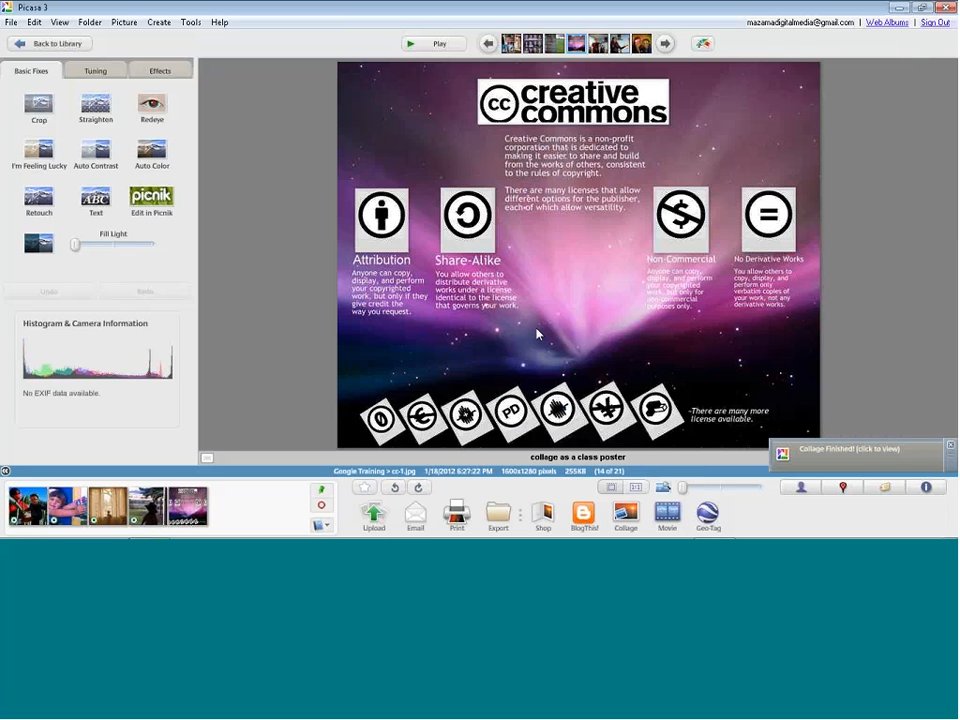 Picasa 3
File Edit View Folder Picture Create Tools Help
mazamadigitalmedia@gmail.com | Web Albums | Sign Out
Back to Library
Play
Basic Fixes Tuning Effects
Crop Straighten Redeye
I'm Feeling Lucky Auto Contrast Auto Color
ABC
picnik
Retouch Text Edit in Picnik
Fill Light
Undo Redo
Histogram & Camera Information
No EXIF data available.
cc creative
commons
Creative Commons is a non-profit
corporation that is dedicated to
making it easier to share and build
from the works of others, consistent
to the rules of copyright.
There are many licenses that allow
different options for the publisher,
each of which allow versatility.
Attribution
Anyone can copy,
display, and perform
your copyrighted
work, but only if they
give credit the
way you request.
Share-Alike
You allow others to
distribute derivative
works under a license
identical to the license
that governs your work.
$
Non-Commercial
Anyone can copy,
display, and perform
your copyrighted
work, but only for
non-commercial
purposes only.
=
No Derivative Works
You allow others to
copy, display, and
perform only
verbatim copies of
your work, not any
derivative works.
0 € PD
-There are many more
license available.
Collage Finished! (click to view)
collage as a class poster
Google Training > cc-1.jpg 1/18/2012 6:27:22 PM 1600x1280 pixels 255KB (14 of 21)
1:1
Upload Email Print Export Shop BlogThis! Collage Movie Geo-Tag